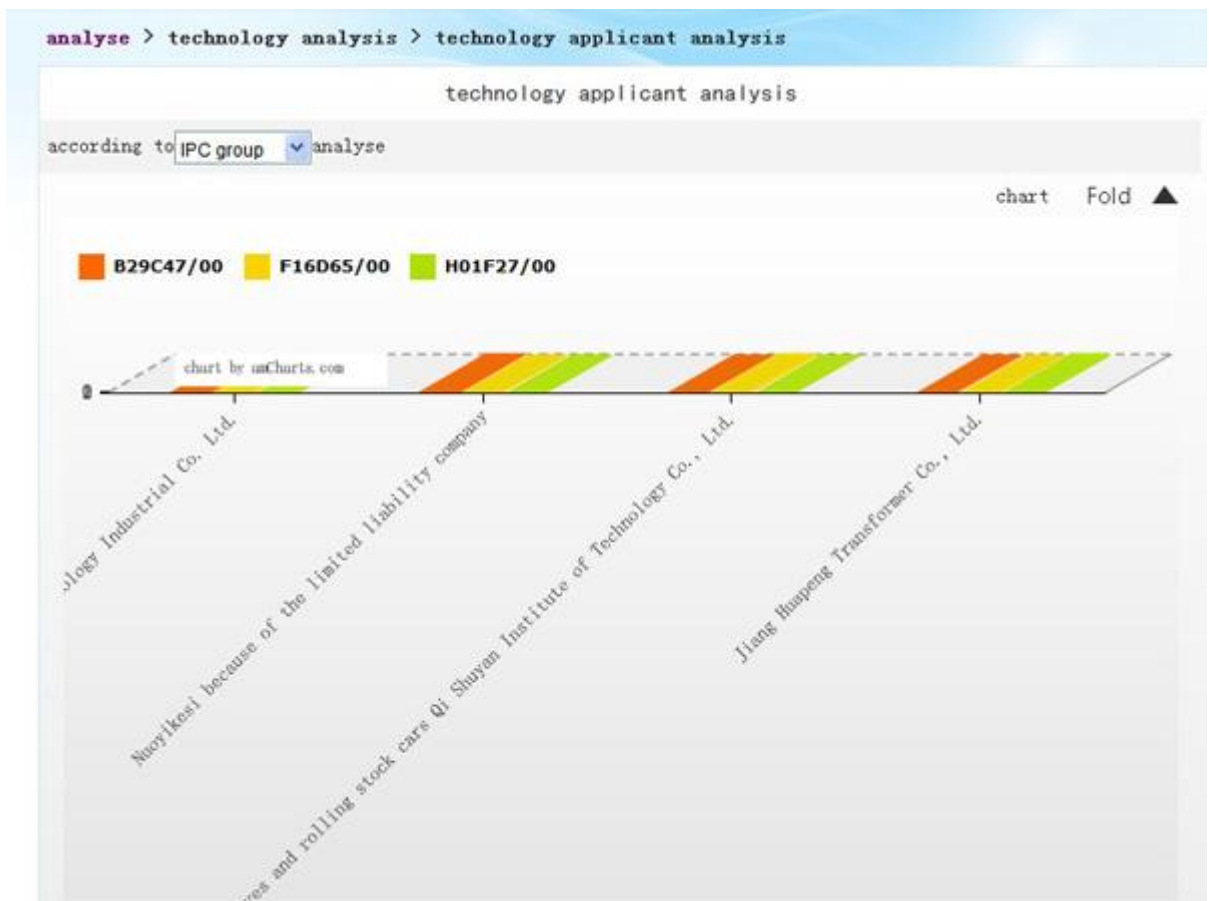 analyse > technology analysis > technology applicant analysis
technology applicant analysis
according to IPC group analyse
chart Fold
B29C47/00 F16D65/00 H01F27/00
chart by amCharts.com
0
ology Industrial Co. Ltd.
Nuoyikesi because of the limited liability company
ves and rolling stock cars Qi Shuyan Institute of Technology Co., Ltd.
Jiang Huapeng Transformer Co., Ltd.